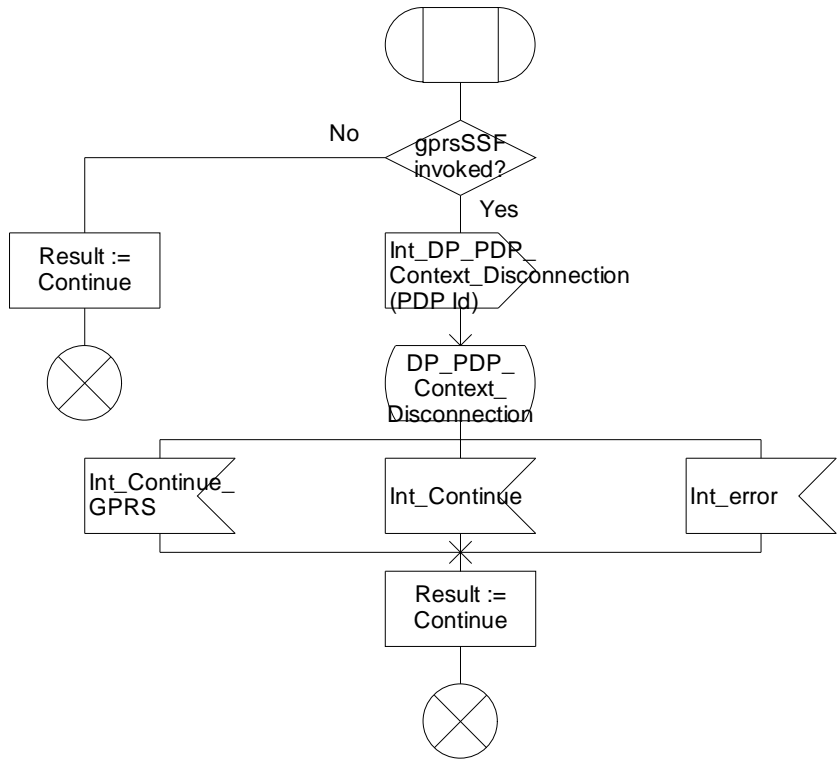 gprsSSF
invoked?
No
Yes
Result :=
Continue
Int_DP_PDP_
Context_Disconnection
(PDP Id)
DP_PDP_
Context_
Disconnection
Int_Continue_
GPRS
Int_Continue
Int_error
Result :=
Continue